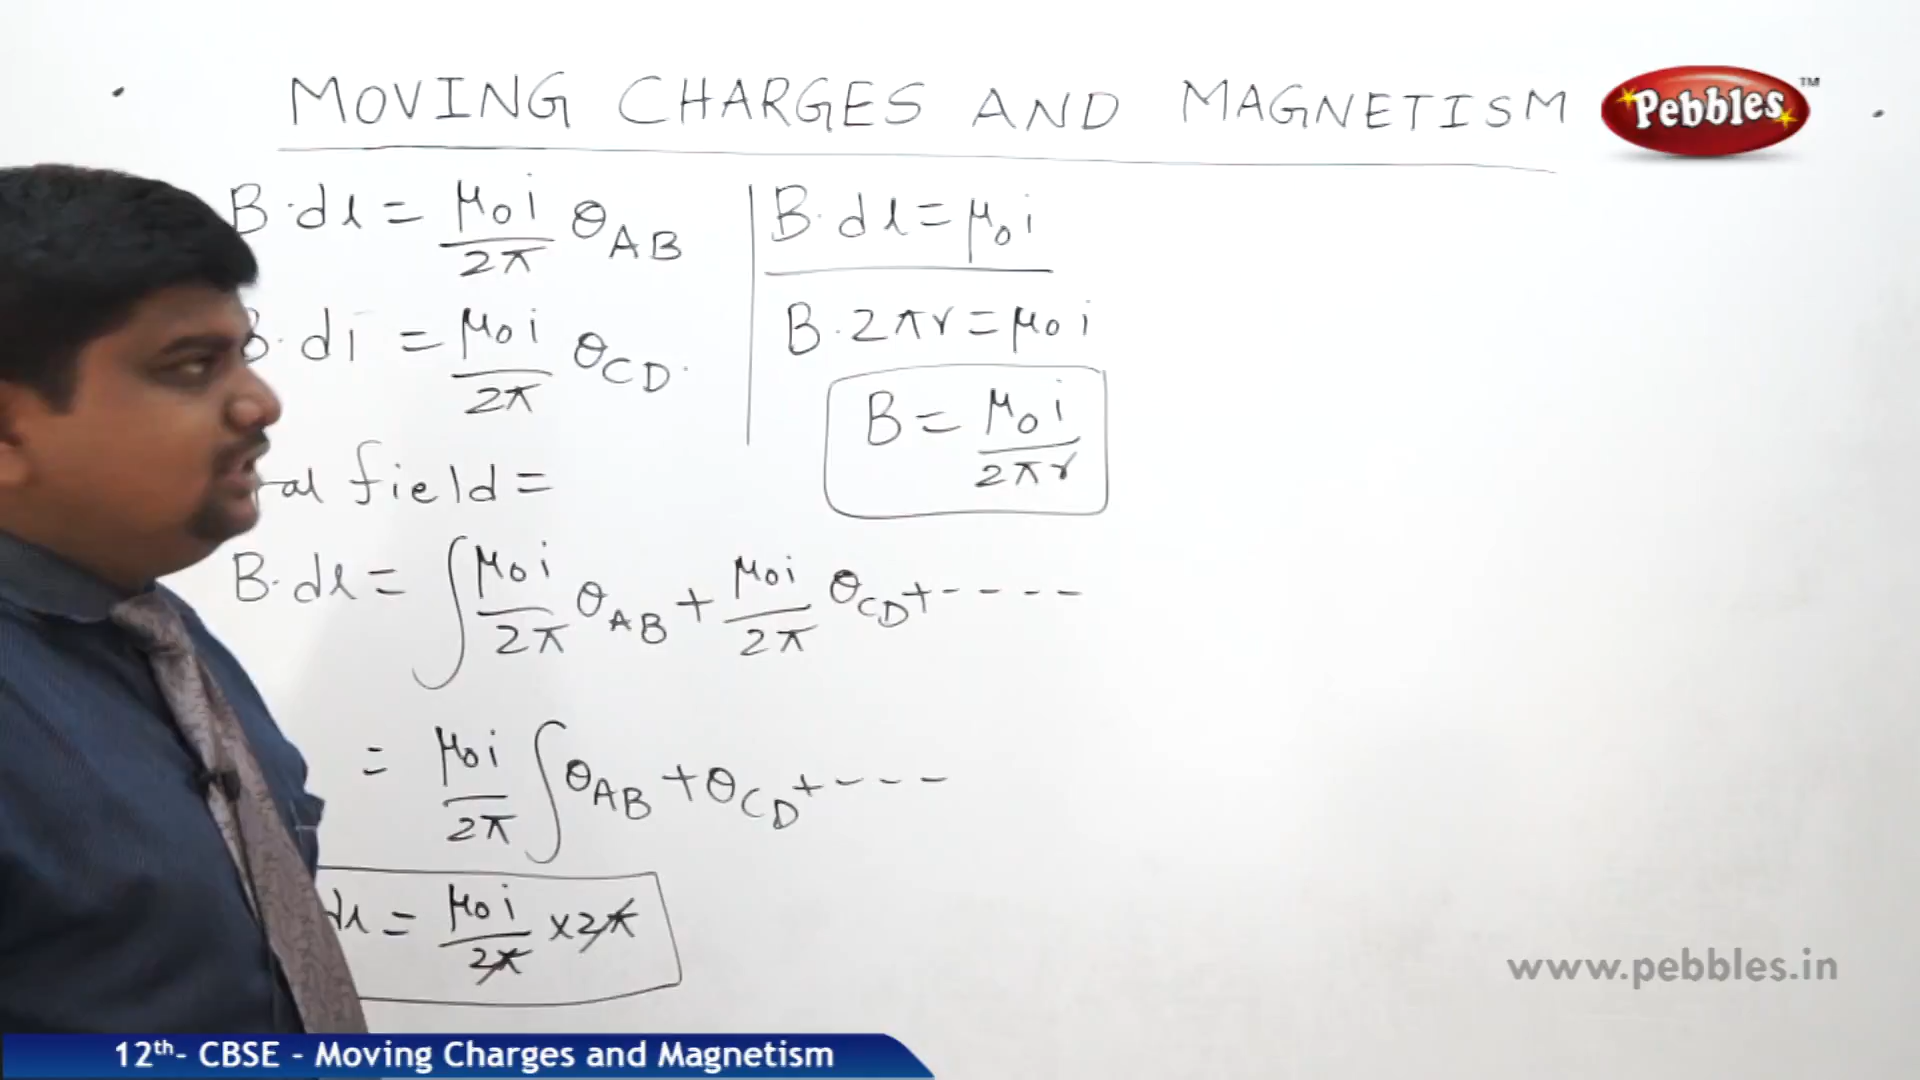 MOVING CHARGES AND MAGNETISM
Pebbles™
B·dl = μ₀i/2π θAB
B·dl = μ₀i/2π θCD
field =
B·dl = ∫ μ₀i/2π θAB + μ₀i/2π θCD + - - - -
= μ₀i/2π ∫ θAB + θCD + - - -
dl = μ₀i/2π × 2π
B·dl = μ₀i
B·2πr = μ₀i
B = μ₀i/2πr
www.pebbles.in
12th- CBSE - Moving Charges and Magnetism